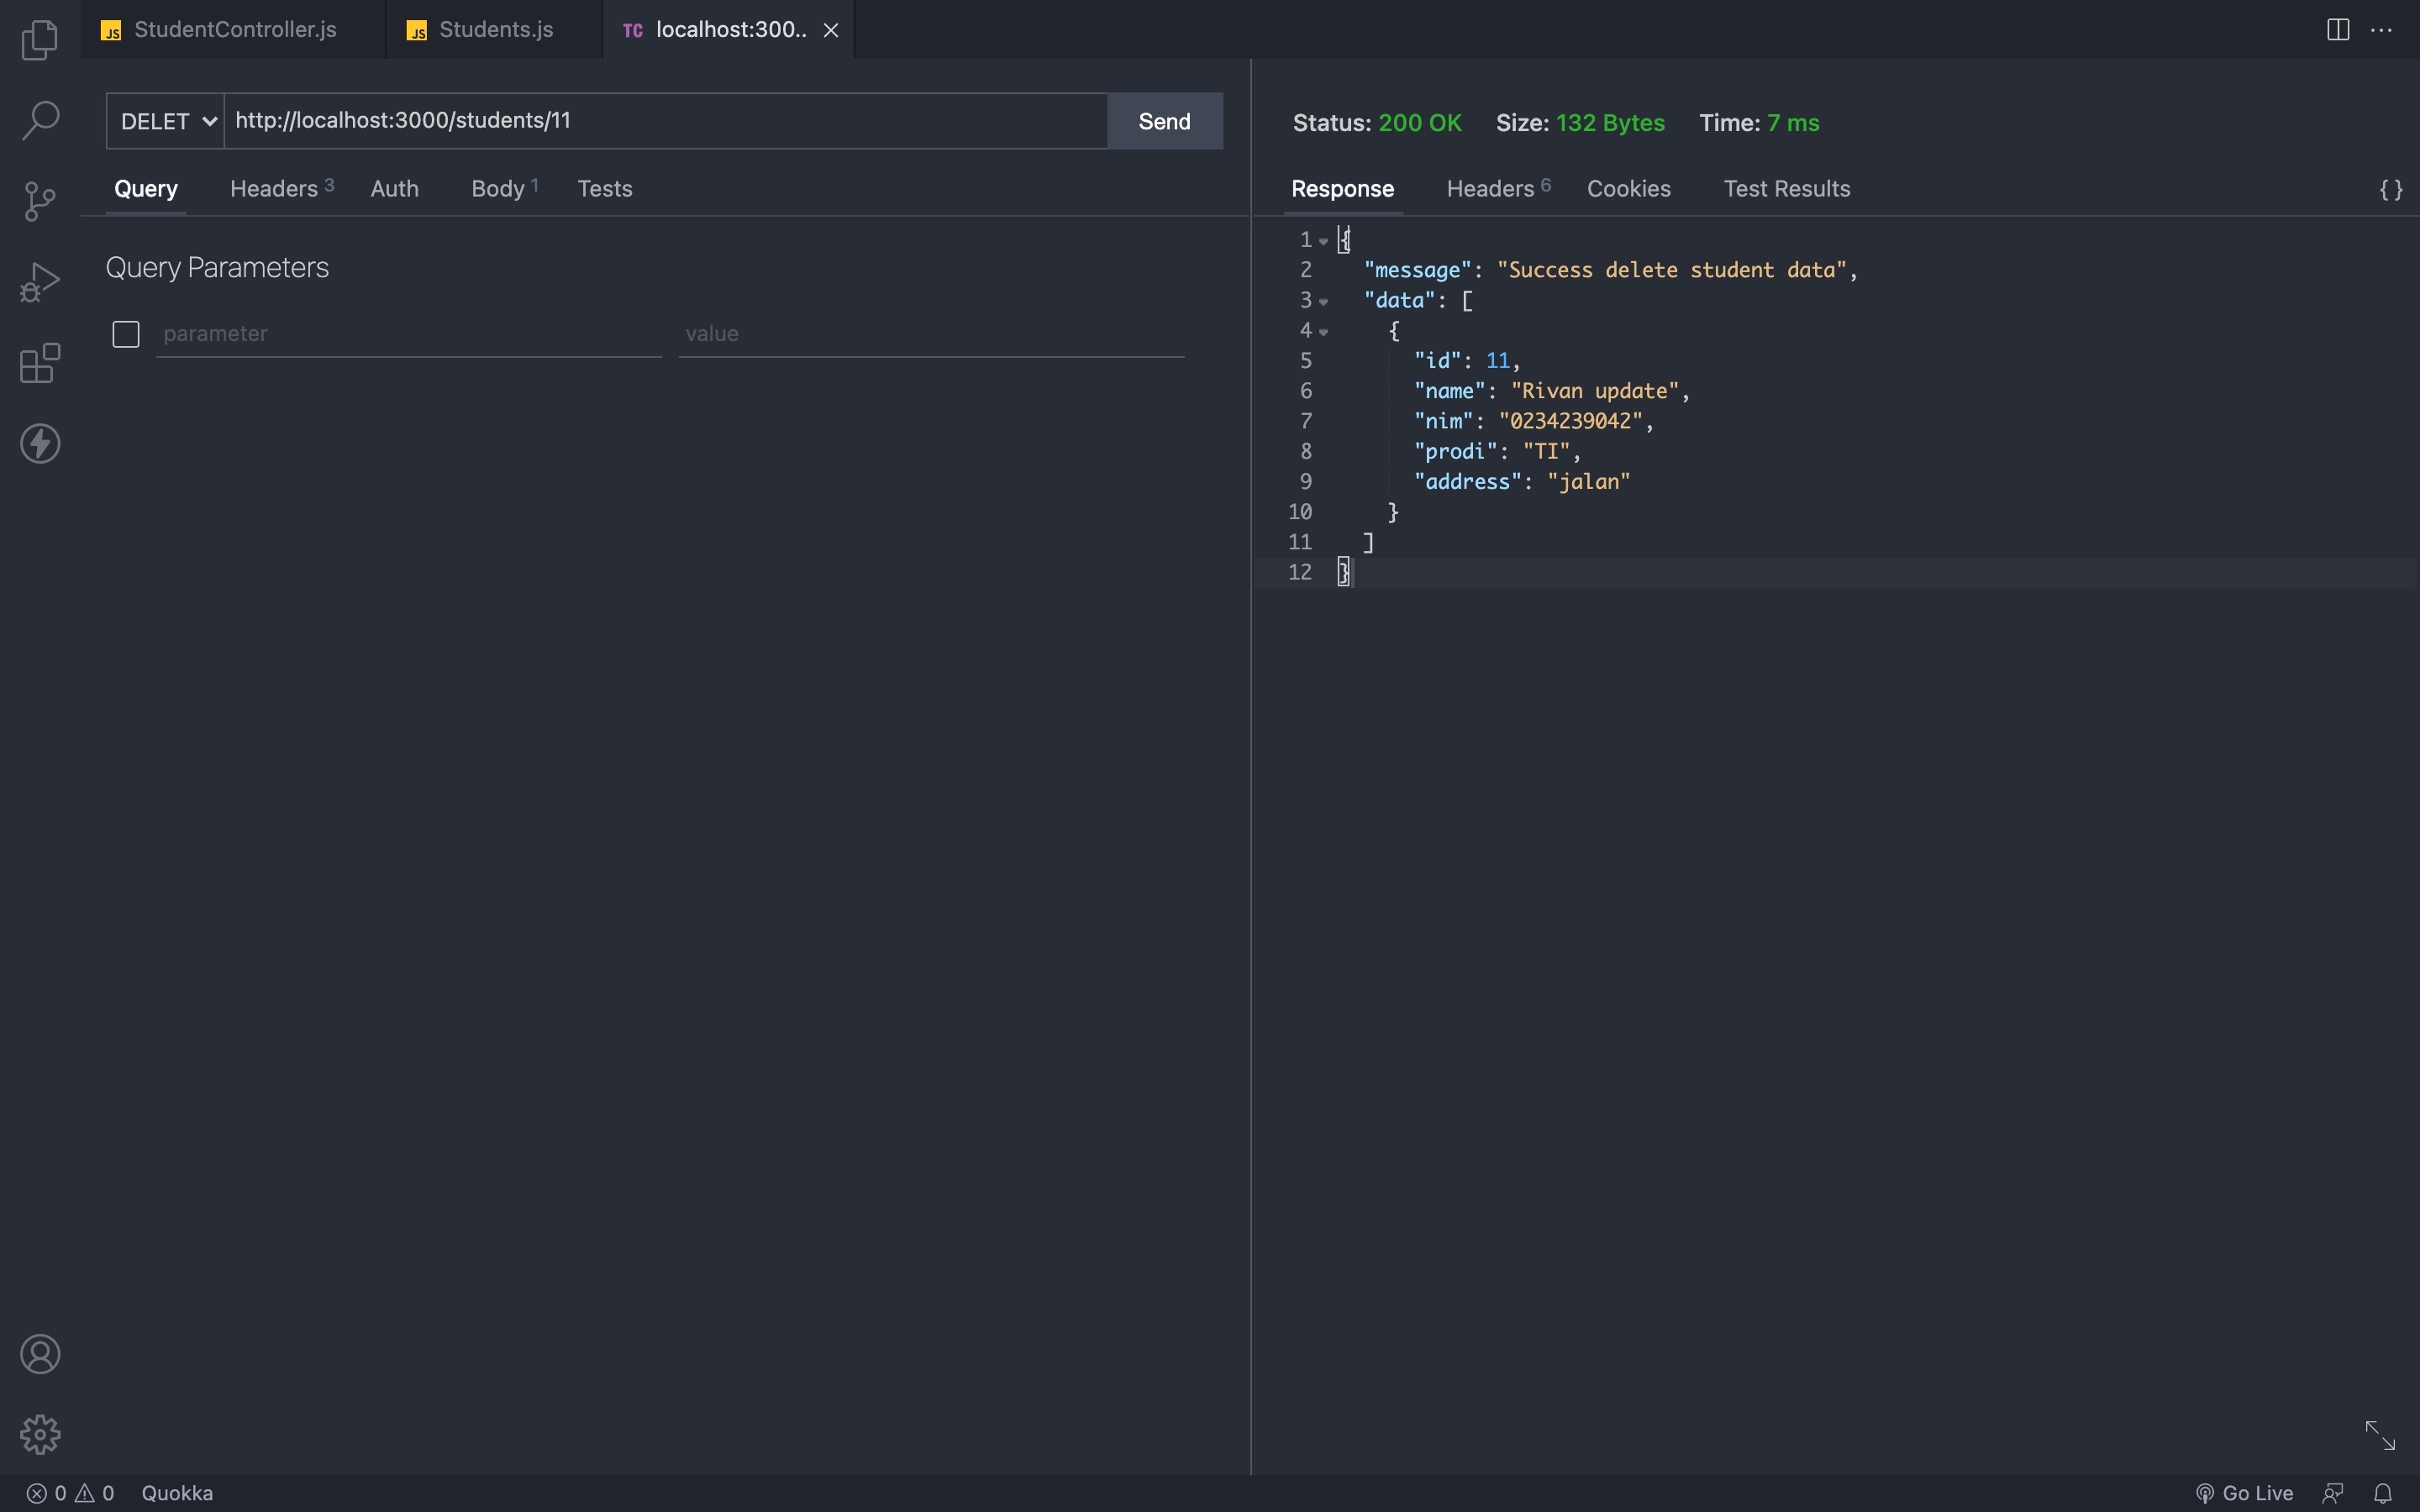 StudentController.js
Students.js
TC localhost:300..
DELET
http://localhost:3000/students/11
Send
Query
Headers 3
Auth
Body 1
Tests
Query Parameters
parameter
value
Status: 200 OK
Size: 132 Bytes
Time: 7 ms
Response
Headers 6
Cookies
Test Results
{}
1 {
2 "message": "Success delete student data",
3 "data": [
4 {
5 "id": 11,
6 "name": "Rivan update",
7 "nim": "0234239042",
8 "prodi": "TI",
9 "address": "jalan"
10 }
11 ]
12 }
0 0 Quokka
Go Live